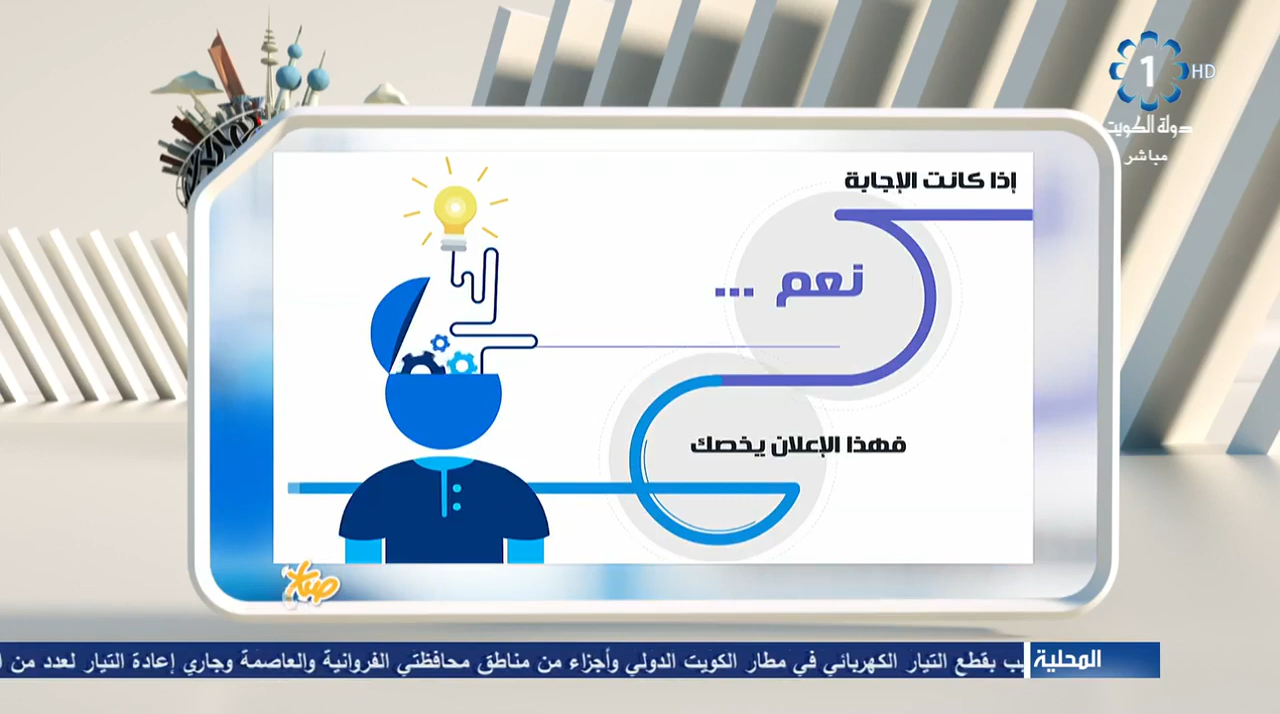 1 HD
دولة الكويت
مباشر
إذا كانت الإجابة
نعم ...
فهذا الإعلان يخصك
المحلية
بقطع التيار الكهربائي في مطار الكويت الدولي وأجزاء من مناطق محافظتي الفروانية والعاصمة وجاري إعادة التيار لعدد من